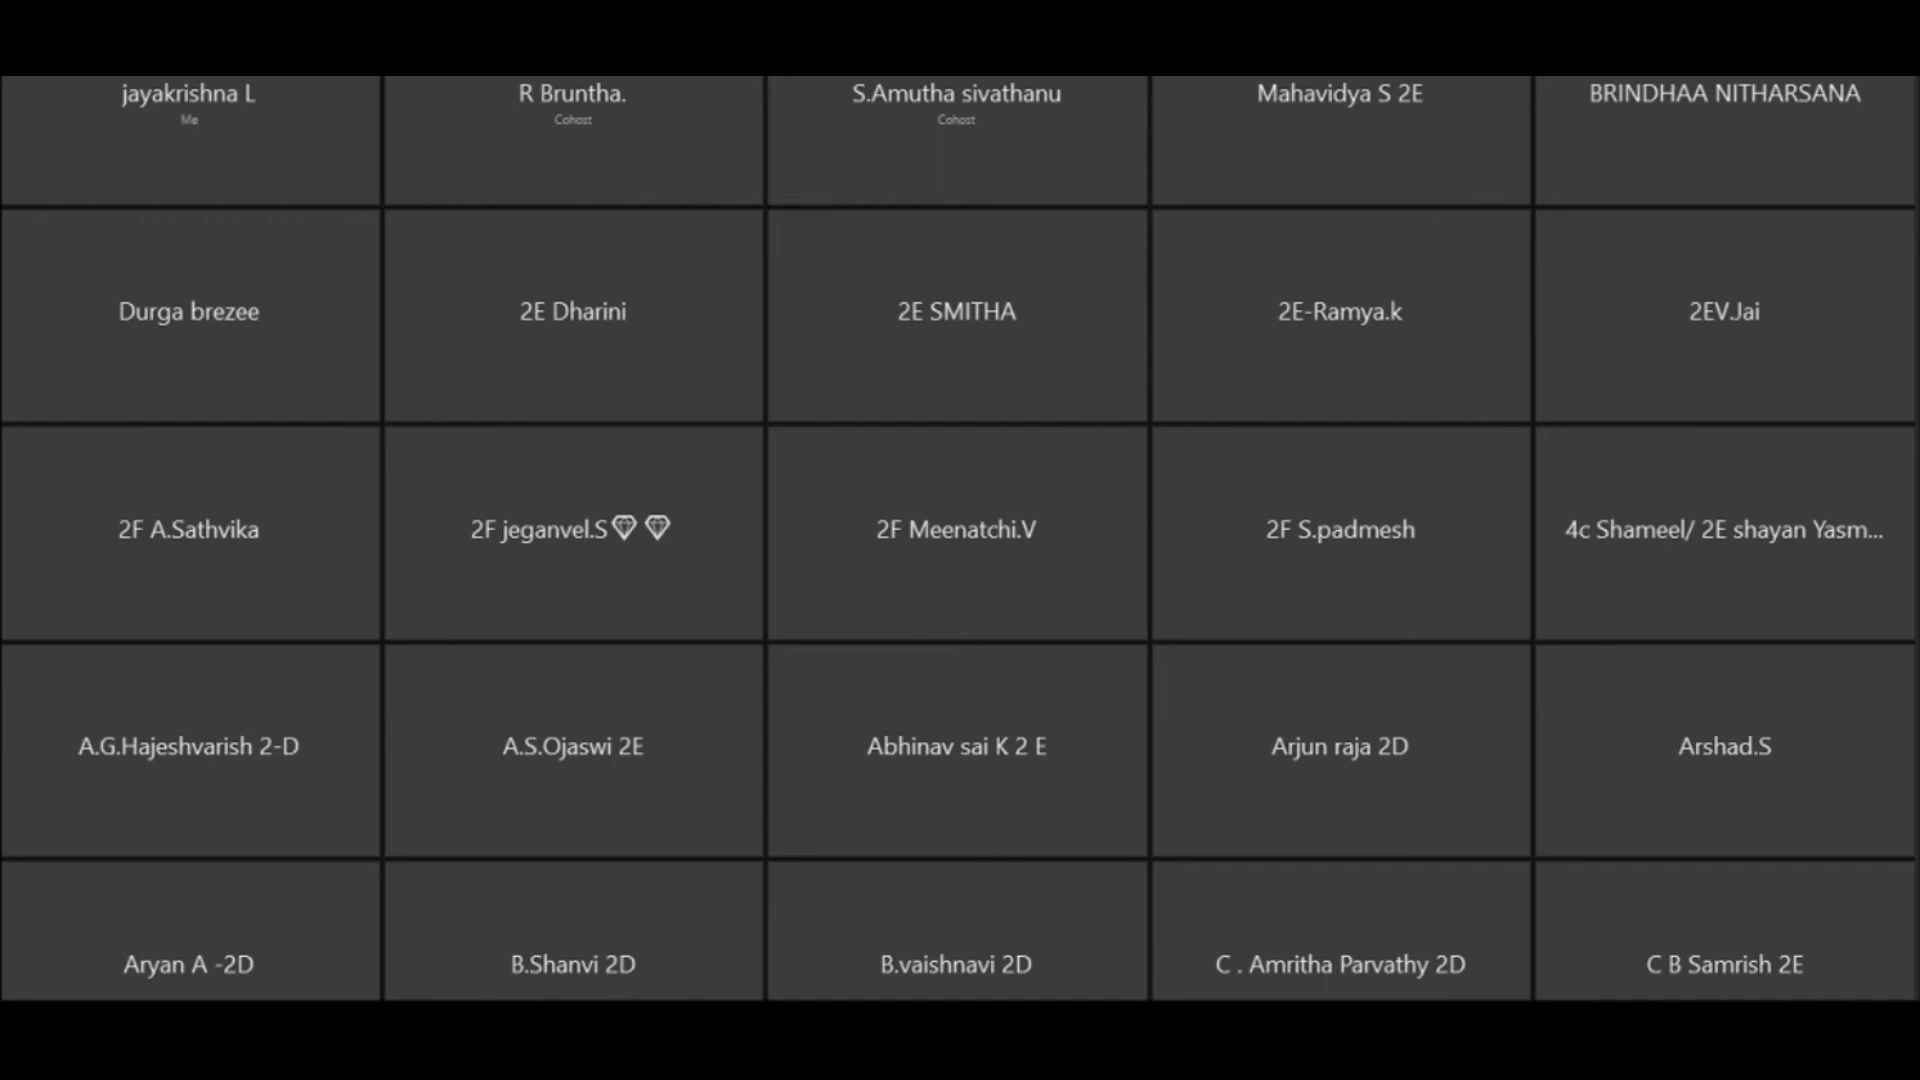 jayakrishna L
Me
R Bruntha.
Cohost
S.Amutha sivathanu
Cohost
Mahavidya S 2E
BRINDHAA NITHARSANA
Durga brezee
2E Dharini
2E SMITHA
2E-Ramya.k
2EV.Jai
2F A.Sathvika
2F jeganvel.S💎💎
2F Meenatchi.V
2F S.padmesh
4c Shameel/ 2E shayan Yasm...
A.G.Hajeshvarish 2-D
A.S.Ojaswi 2E
Abhinav sai K 2 E
Arjun raja 2D
Arshad.S
Aryan A -2D
B.Shanvi 2D
B.vaishnavi 2D
C . Amritha Parvathy 2D
C B Samrish 2E